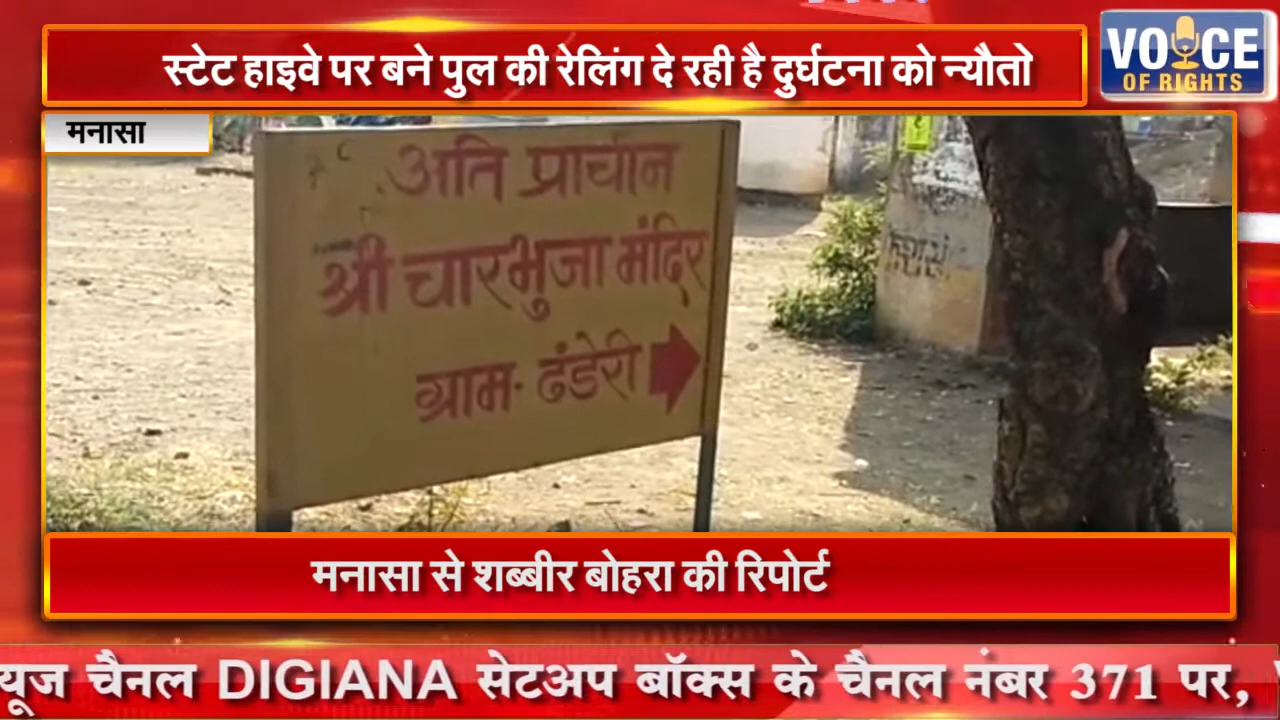 स्टेट हाइवे पर बने पुल की रेलिंग दे रही है दुर्घटना को न्यौतो
VOICE
OF RIGHTS
मनासा
अति प्राचीन
श्री चारभुजा मंदिर
ग्राम- ढंडेरी
मनासा से शब्बीर बोहरा की रिपोर्ट
यूज चैनल DIGIANA सेटअप बॉक्स के चैनल नंबर 371 पर,